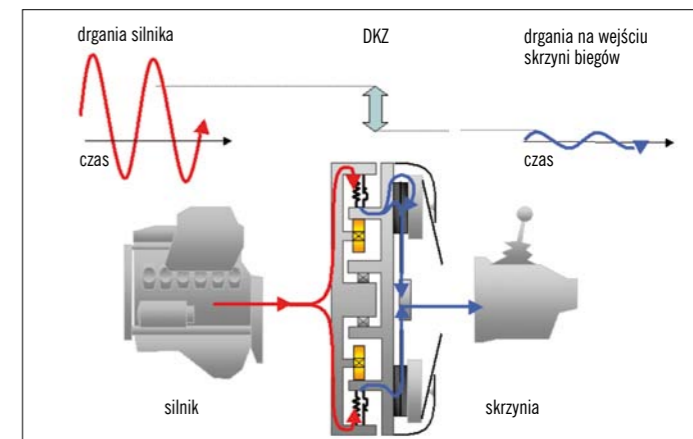 drgania silnika
DKZ
drgania na wejściu
skrzyni biegów
czas
czas
silnik
skrzynia